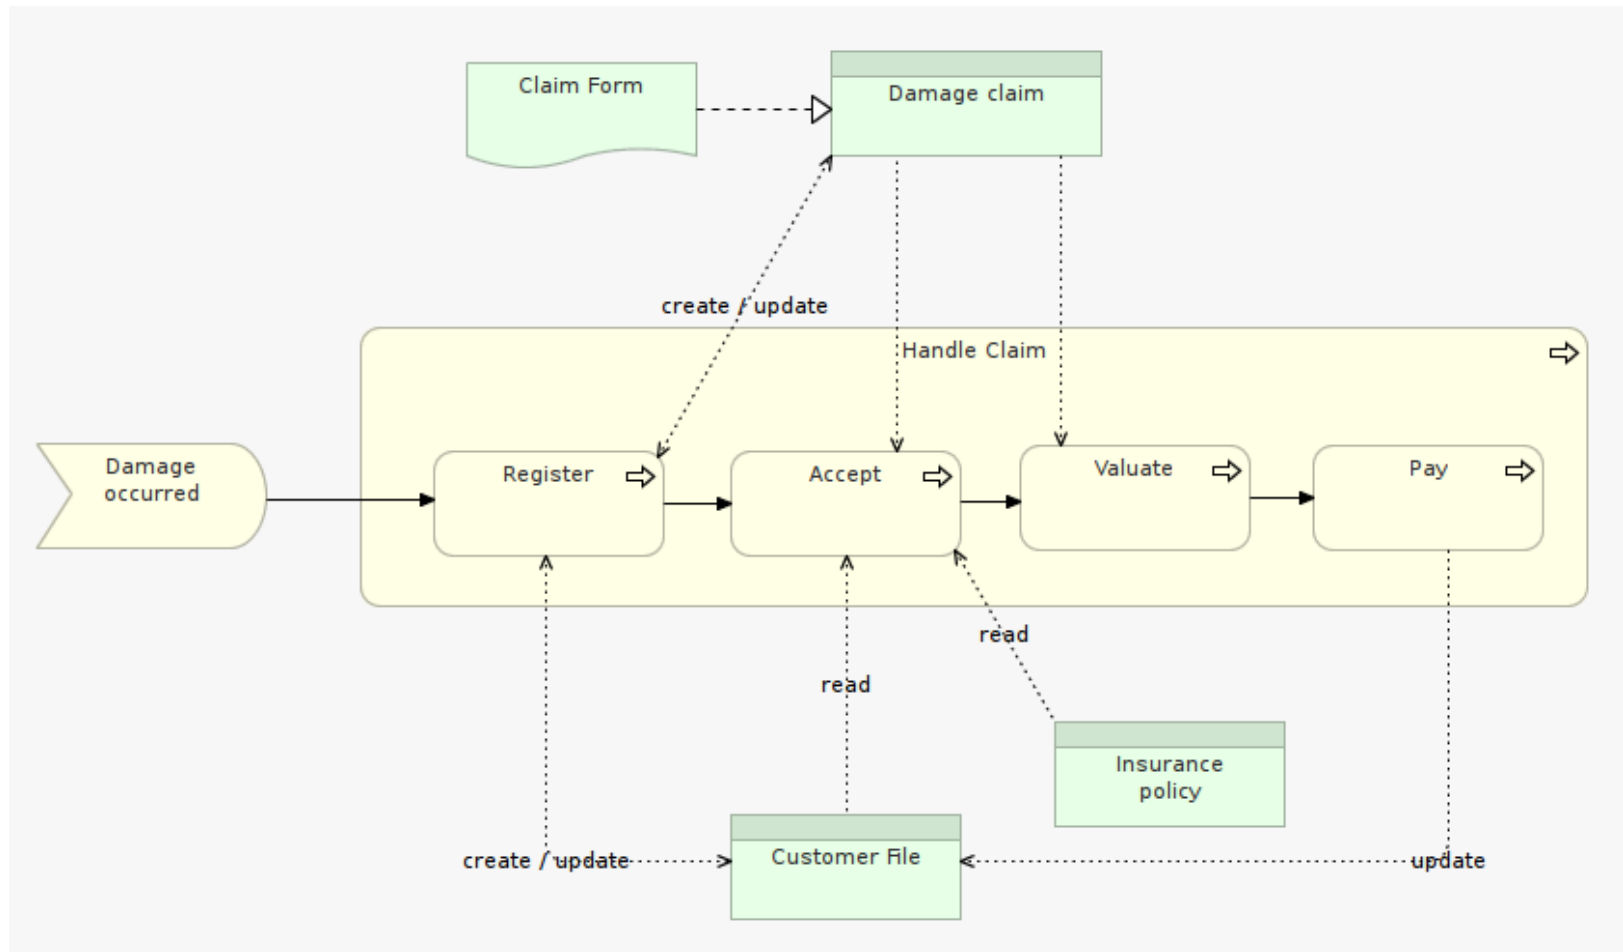 Claim Form
Damage claim
create / update
Handle Claim
Damage
occurred
Register
Accept
Valuate
Pay
read
read
Insurance
policy
create / update
Customer File
update